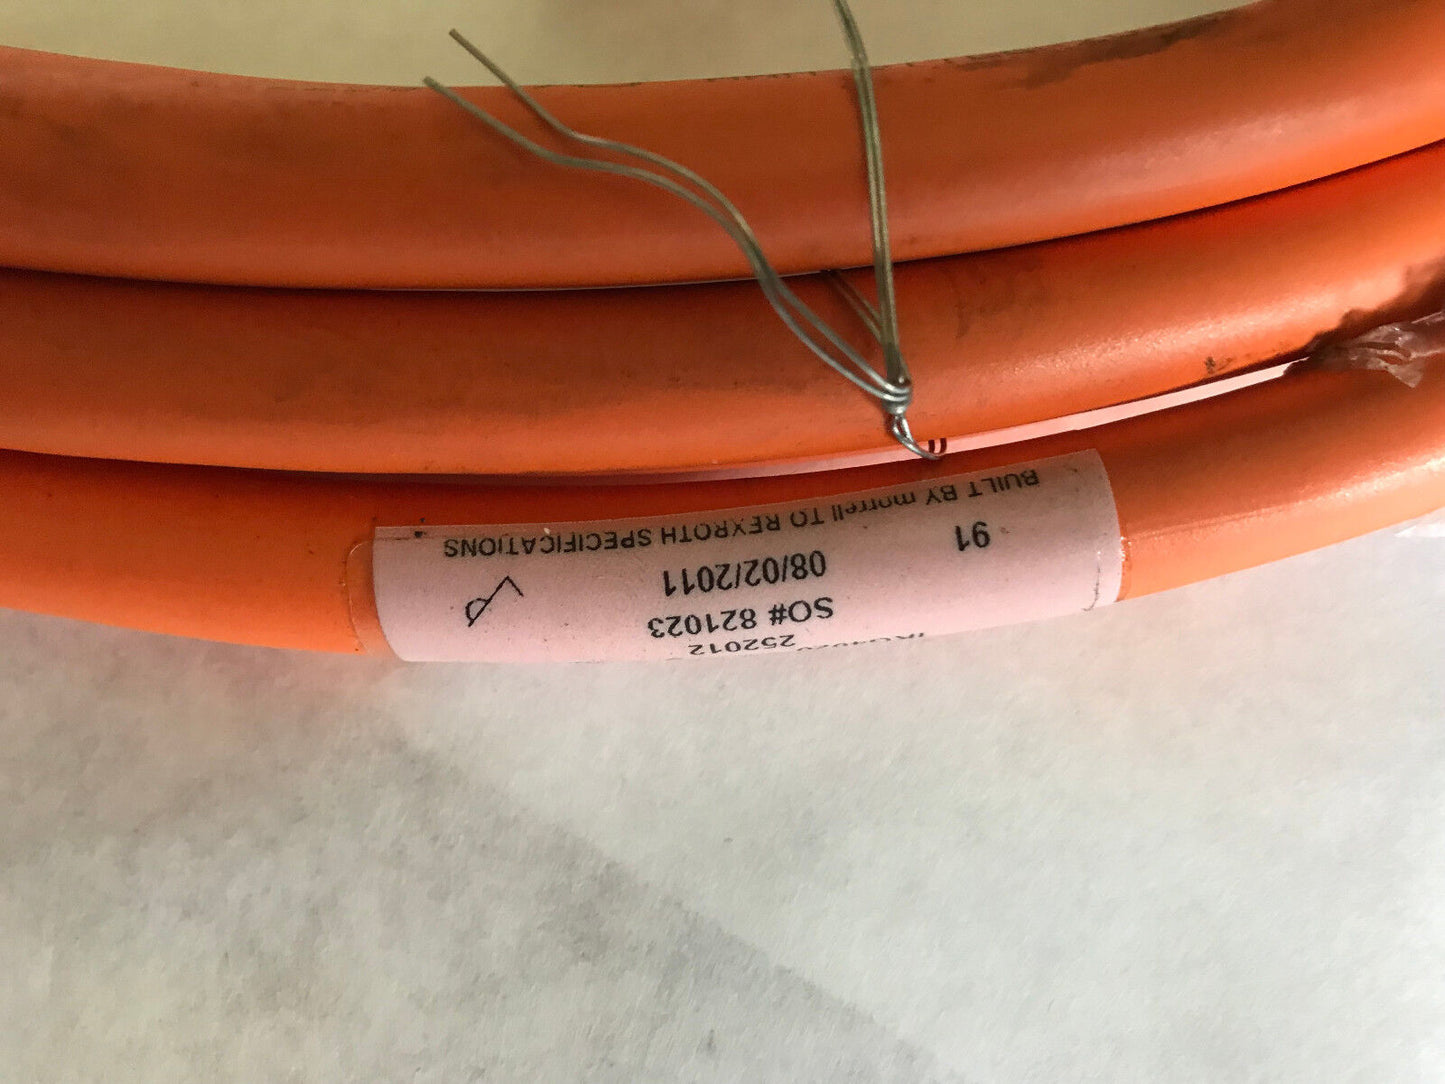 252012
SO# 821023
91 08/02/2011
BUILT BY morrell TO REXROTH SPECIFICATIONS